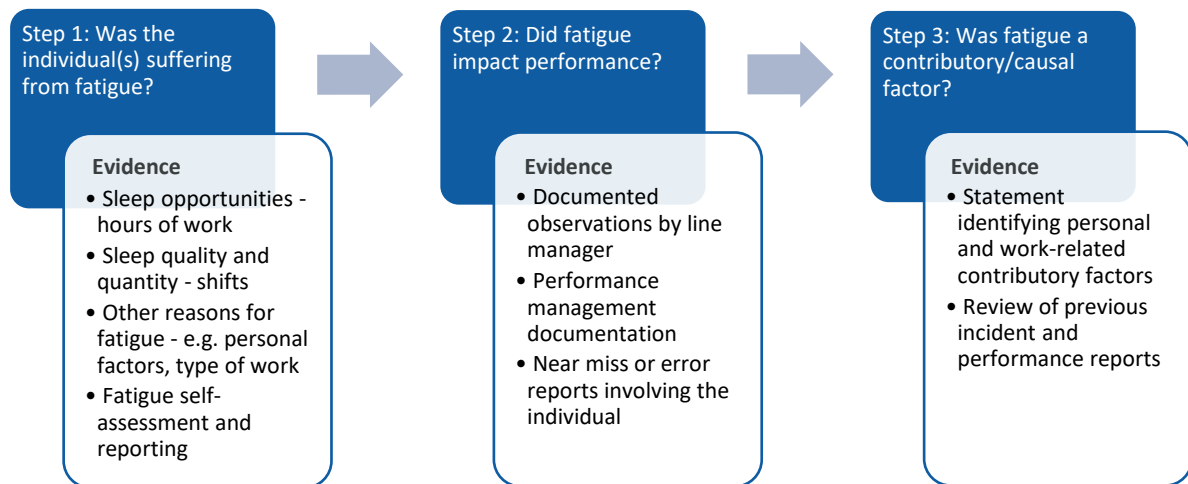 Step 1: Was the
individual(s) suffering
from fatigue?
Evidence
• Sleep opportunities -
hours of work
• Sleep quality and
quantity - shifts
• Other reasons for
fatigue - e.g. personal
factors, type of work
• Fatigue self-
assessment and
reporting
Step 2: Did fatigue
impact performance?
Evidence
• Documented
observations by line
manager
• Performance
management
documentation
• Near miss or error
reports involving the
individual
Step 3: Was fatigue a
contributory/causal
factor?
Evidence
• Statement
identifying personal
and work-related
contributory factors
• Review of previous
incident and
performance reports